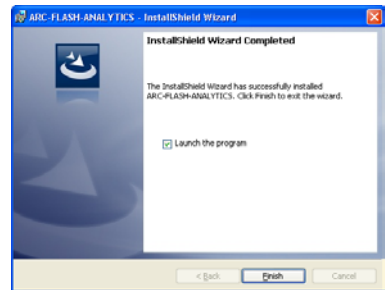 ARC-FLASH-ANALYTICS - InstallShield Wizard
InstallShield Wizard Completed
The InstallShield Wizard has successfully installed
ARC-FLASH-ANALYTICS. Click Finish to exit the wizard.
Launch the program
< Back
Finish
Cancel